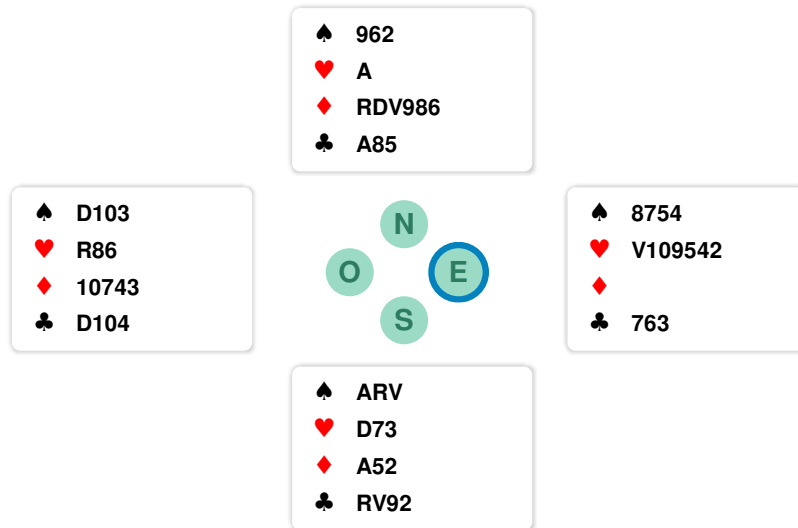 ♠ 962
♥ A
♦ RDV986
♣ A85
♠ D103
♥ R86
♦ 10743
♣ D104
N
O E
S
♠ 8754
♥ V109542
♦
♣ 763
♠ ARV
♥ D73
♦ A52
♣ RV92